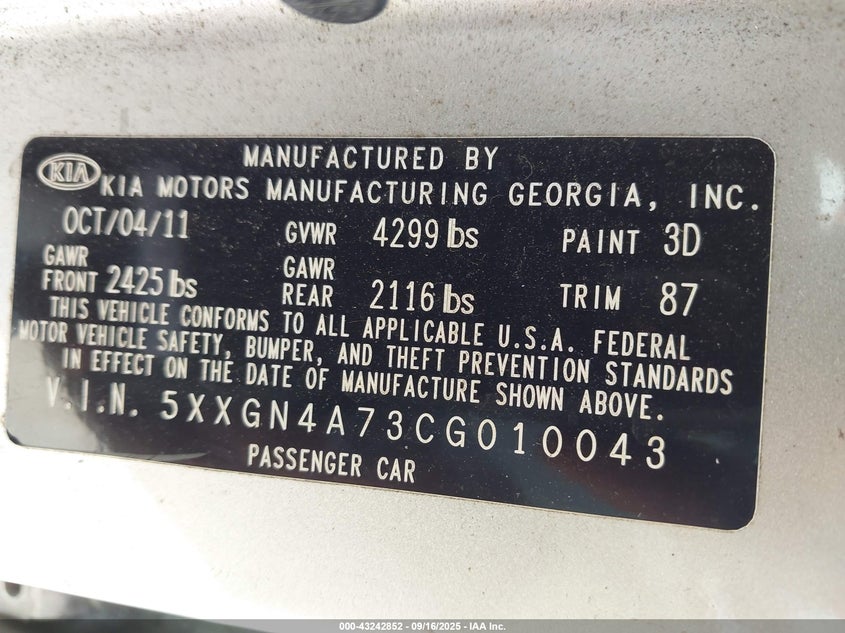 KIA
MANUFACTURED BY
KIA MOTORS MANUFACTURING GEORGIA, INC.
OCT/04/11 GVWR 4299 lbs PAINT 3D
GAWR FRONT 2425 lbs GAWR REAR 2116 lbs TRIM 87
THIS VEHICLE CONFORMS TO ALL APPLICABLE U.S.A. FEDERAL
MOTOR VEHICLE SAFETY, BUMPER, AND THEFT PREVENTION STANDARDS
IN EFFECT ON THE DATE OF MANUFACTURE SHOWN ABOVE.
V.I.N. 5XXGN4A73CG010043
PASSENGER CAR
000-43242852 - 09/16/2025 - IAA Inc.